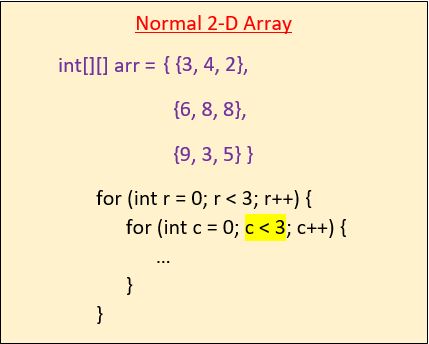 Normal 2-D Array
int[][] arr = { {3, 4, 2},
{6, 8, 8},
{9, 3, 5} }
for (int r = 0; r < 3; r++) {
for (int c = 0; c < 3; c++) {
...
}
}